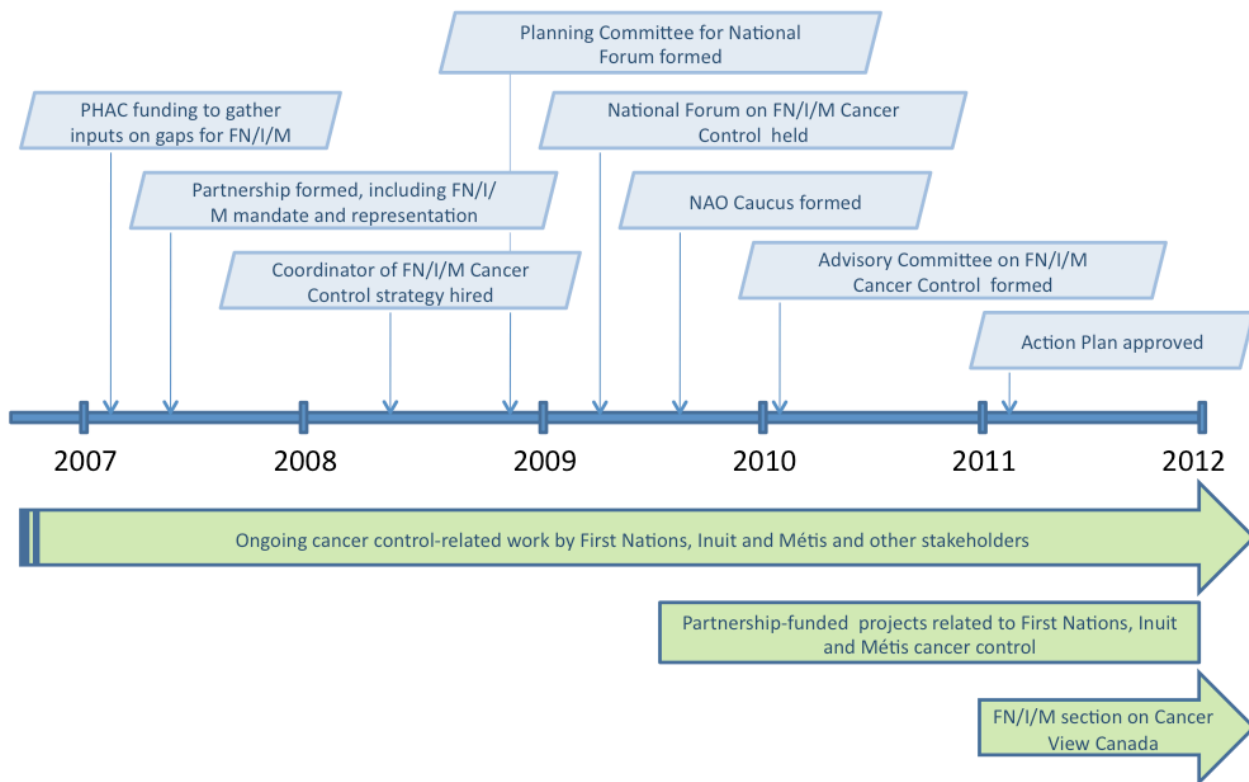 Planning Committee for National
Forum formed
PHAC funding to gather
inputs on gaps for FN/I/M
National Forum on FN/I/M Cancer
Control held
Partnership formed, including FN/I/
M mandate and representation
NAO Caucus formed
Coordinator of FN/I/M Cancer
Control strategy hired
Advisory Committee on FN/I/M
Cancer Control formed
Action Plan approved
2007
2008
2009
2010
2011
2012
Ongoing cancer control-related work by First Nations, Inuit and Métis and other stakeholders
Partnership-funded projects related to First Nations, Inuit
and Métis cancer control
FN/I/M section on Cancer
View Canada